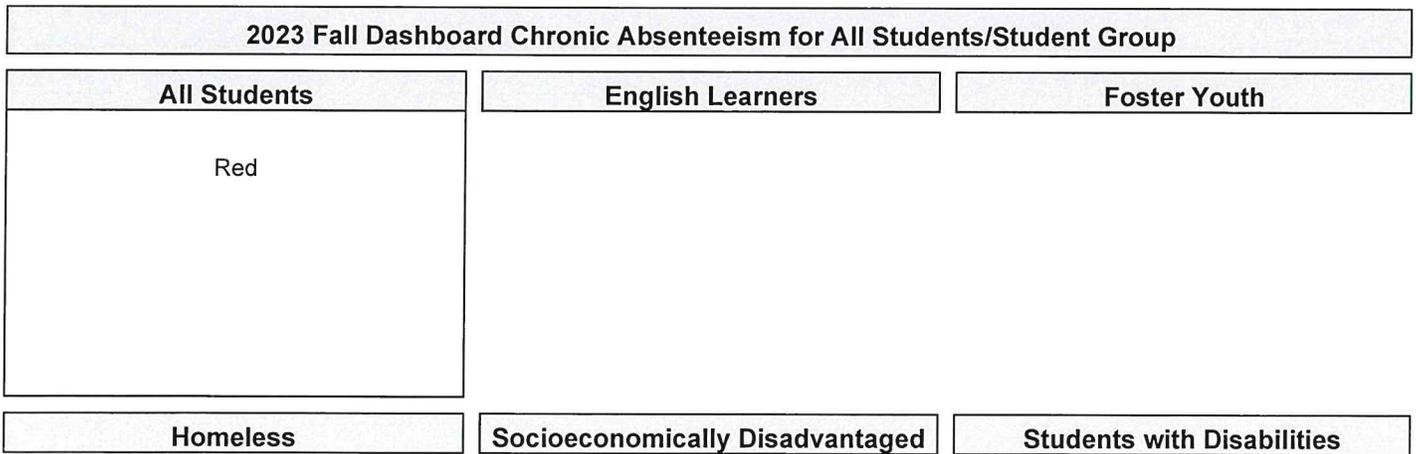 2023 Fall Dashboard Chronic Absenteeism for All Students/Student Group
All Students
English Learners
Foster Youth
Red
Homeless
Socioeconomically Disadvantaged
Students with Disabilities